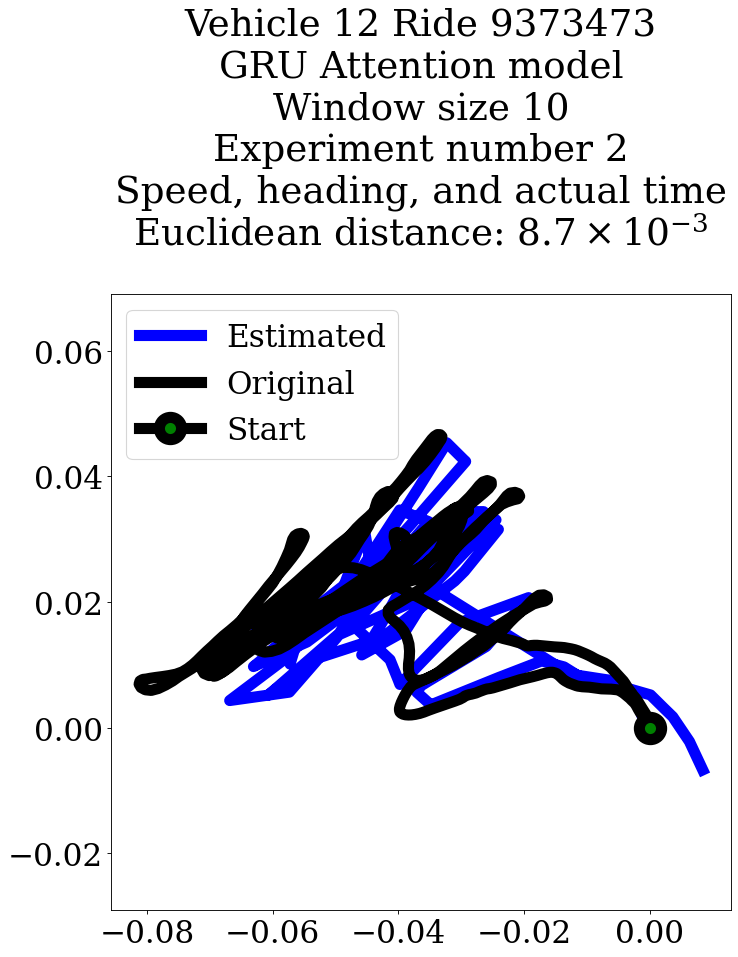 Vehicle 12 Ride 9373473
GRU Attention model
Window size 10
Experiment number 2
Speed, heading, and actual time
Euclidean distance: 8.7 × 10⁻³
Estimated
Original
Start
0.06
0.04
0.02
0.00
−0.02
−0.08 −0.06 −0.04 −0.02 0.00